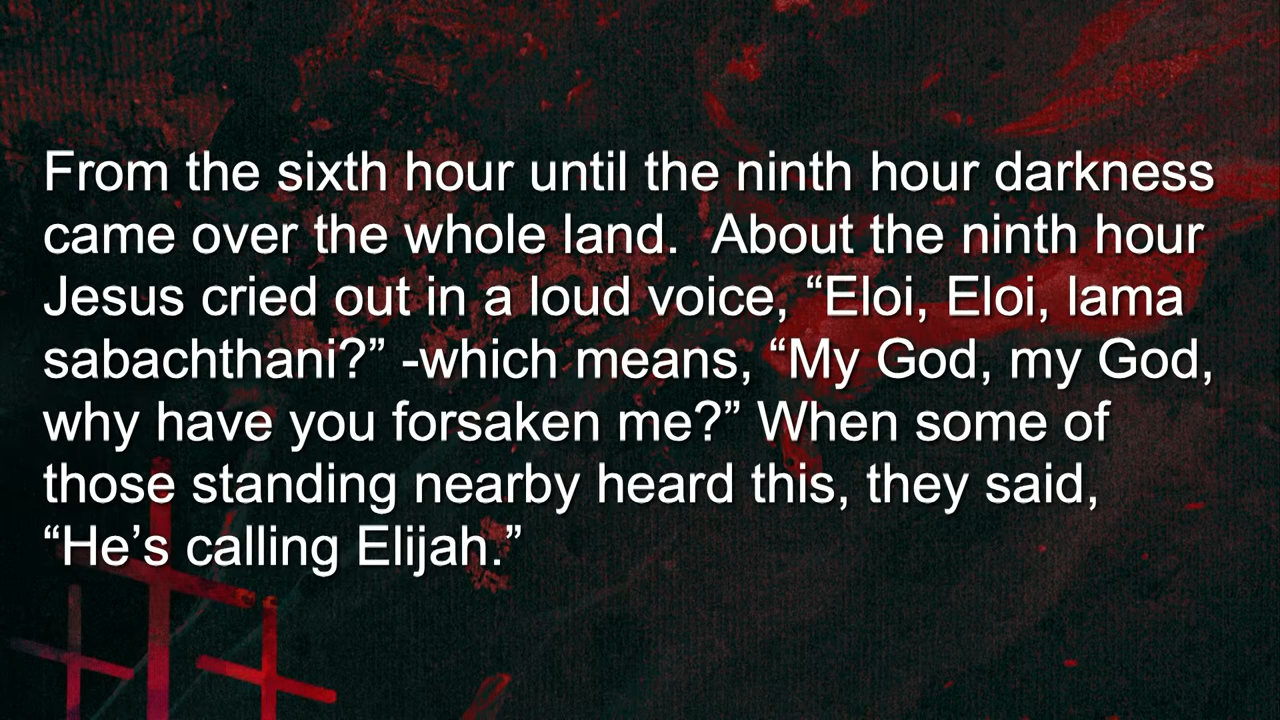 From the sixth hour until the ninth hour darkness
came over the whole land.  About the ninth hour
Jesus cried out in a loud voice, “Eloi, Eloi, lama
sabachthani?” -which means, “My God, my God,
why have you forsaken me?” When some of
those standing nearby heard this, they said,
“He’s calling Elijah.”